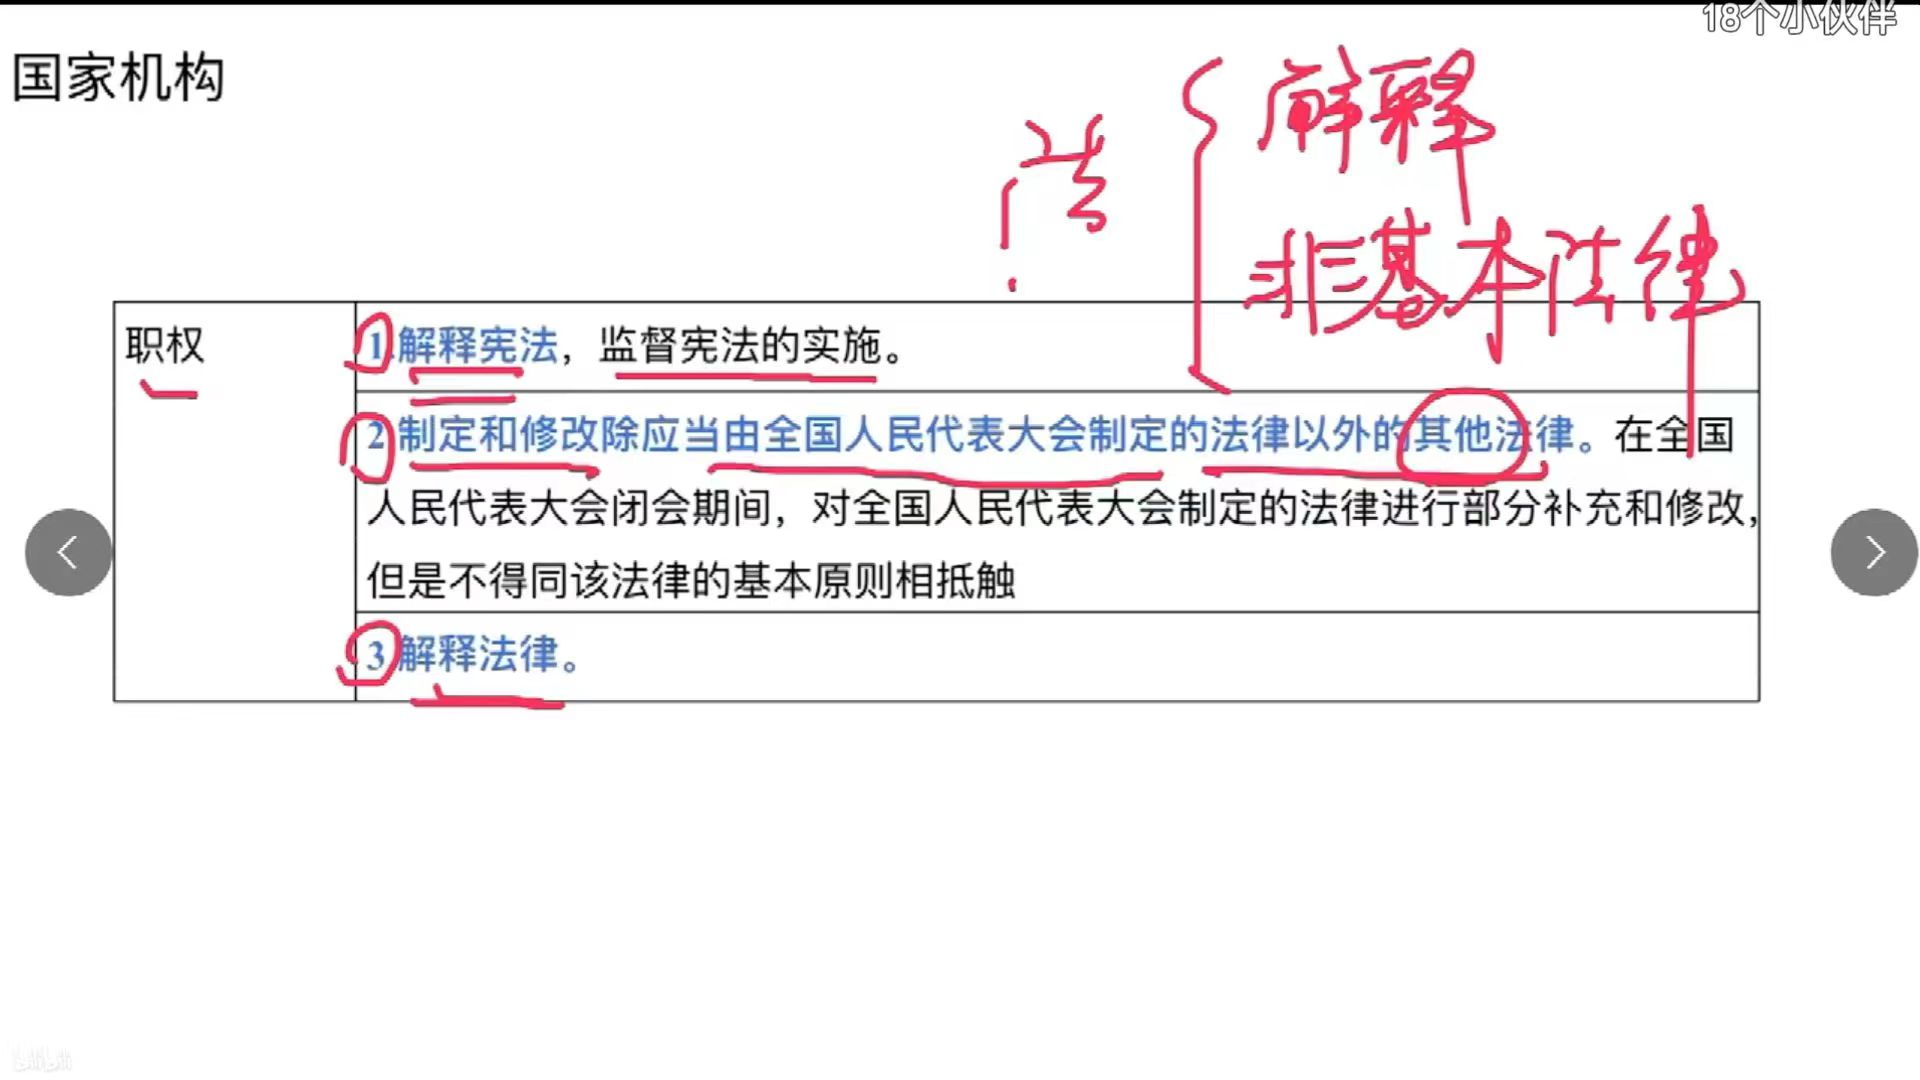 18个小伙伴
国家机构
法
解释
非基本法律
职权
1.解释宪法，监督宪法的实施。
2制定和修改除应当由全国人民代表大会制定的法律以外的其他法律。在全国
人民代表大会闭会期间，对全国人民代表大会制定的法律进行部分补充和修改，
但是不得同该法律的基本原则相抵触
3解释法律。
bilibili